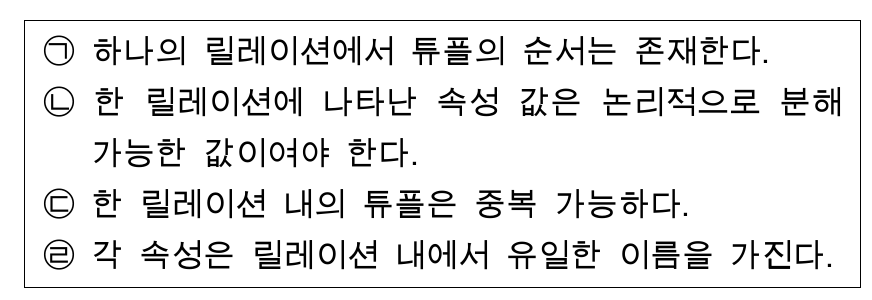 ㉠ 하나의 릴레이션에서 튜플의 순서는 존재한다.
㉡ 한 릴레이션에 나타난 속성 값은 논리적으로 분해
가능한 값이여야 한다.
㉢ 한 릴레이션 내의 튜플은 중복 가능하다.
㉣ 각 속성은 릴레이션 내에서 유일한 이름을 가진다.